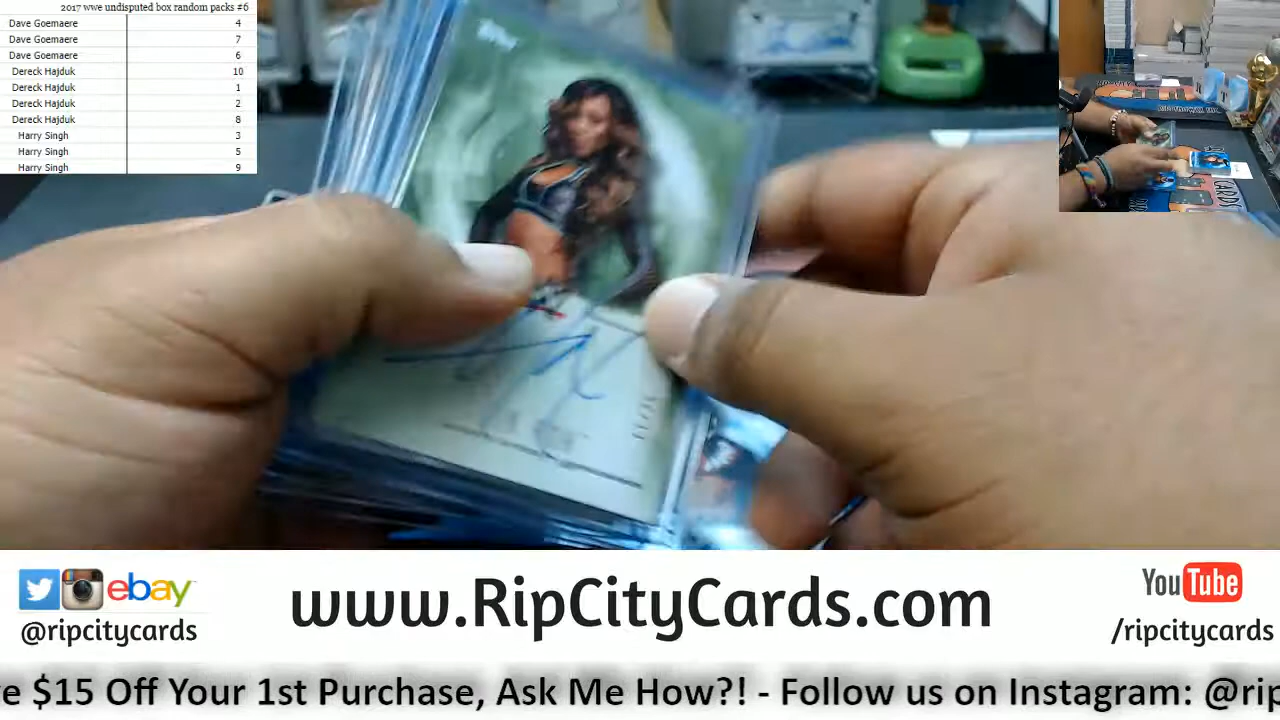 2017 wwe undisputed box random packs #6
Dave Goemaere 4
Dave Goemaere 7
Dave Goemaere 6
Dereck Hajduk 10
Dereck Hajduk 1
Dereck Hajduk 2
Dereck Hajduk 8
Harry Singh 3
Harry Singh 5
Harry Singh 9
topps
CARDS
ebay
@ripcitycards
www.RipCityCards.com
YouTube
/ripcitycards
e $15 Off Your 1st Purchase, Ask Me How?! - Follow us on Instagram: @rip